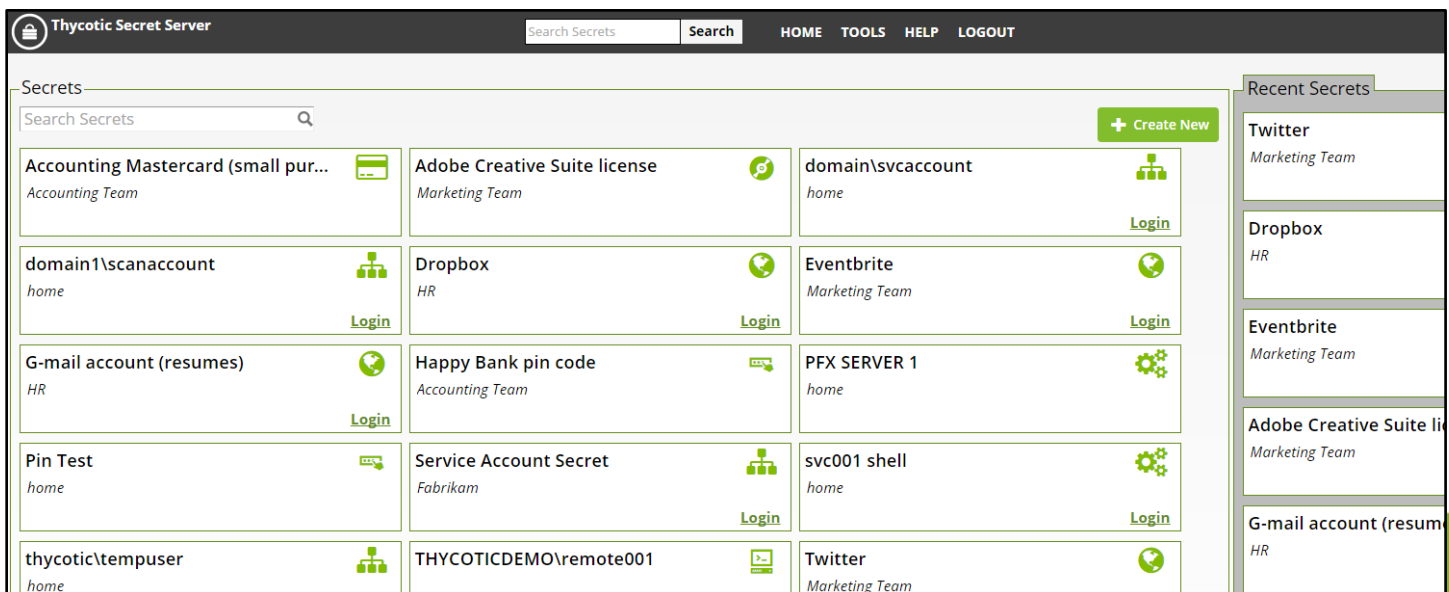 Thycotic Secret Server
Search Secrets
Search
HOME TOOLS HELP LOGOUT
Secrets
Search Secrets
Create New
Accounting Mastercard (small pur...
Accounting Team
Adobe Creative Suite license
Marketing Team
domain\svcaccount
home
Login
domain1\scanaccount
home
Login
Dropbox
HR
Login
Eventbrite
Marketing Team
Login
G-mail account (resumes)
HR
Login
Happy Bank pin code
Accounting Team
PFX SERVER 1
home
Pin Test
home
Service Account Secret
Fabrikam
Login
svc001 shell
home
Login
thycotic\tempuser
home
THYCOTICDEMO\remote001
Twitter
Marketing Team
Recent Secrets
Twitter
Marketing Team
Dropbox
HR
Eventbrite
Marketing Team
Adobe Creative Suite li
Marketing Team
G-mail account (resum
HR